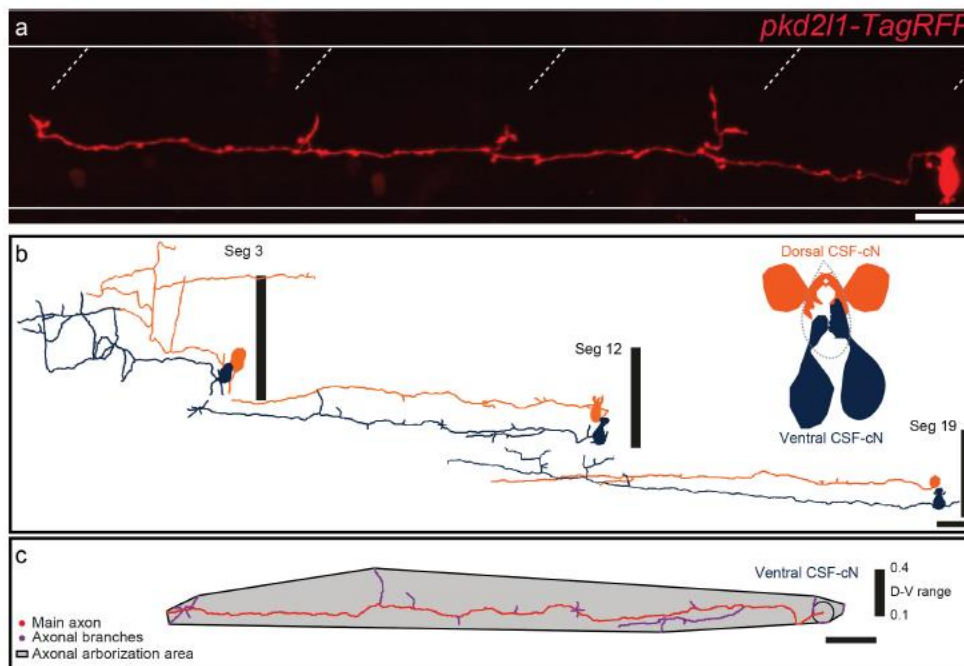 a
pkd2l1-TagRFP
b
Seg 3
Dorsal CSF-cN
Seg 12
Ventral CSF-cN
Seg 19
c
Ventral CSF-cN
0.4
D-V range
0.1
Main axon
Axonal branches
Axonal arborization area